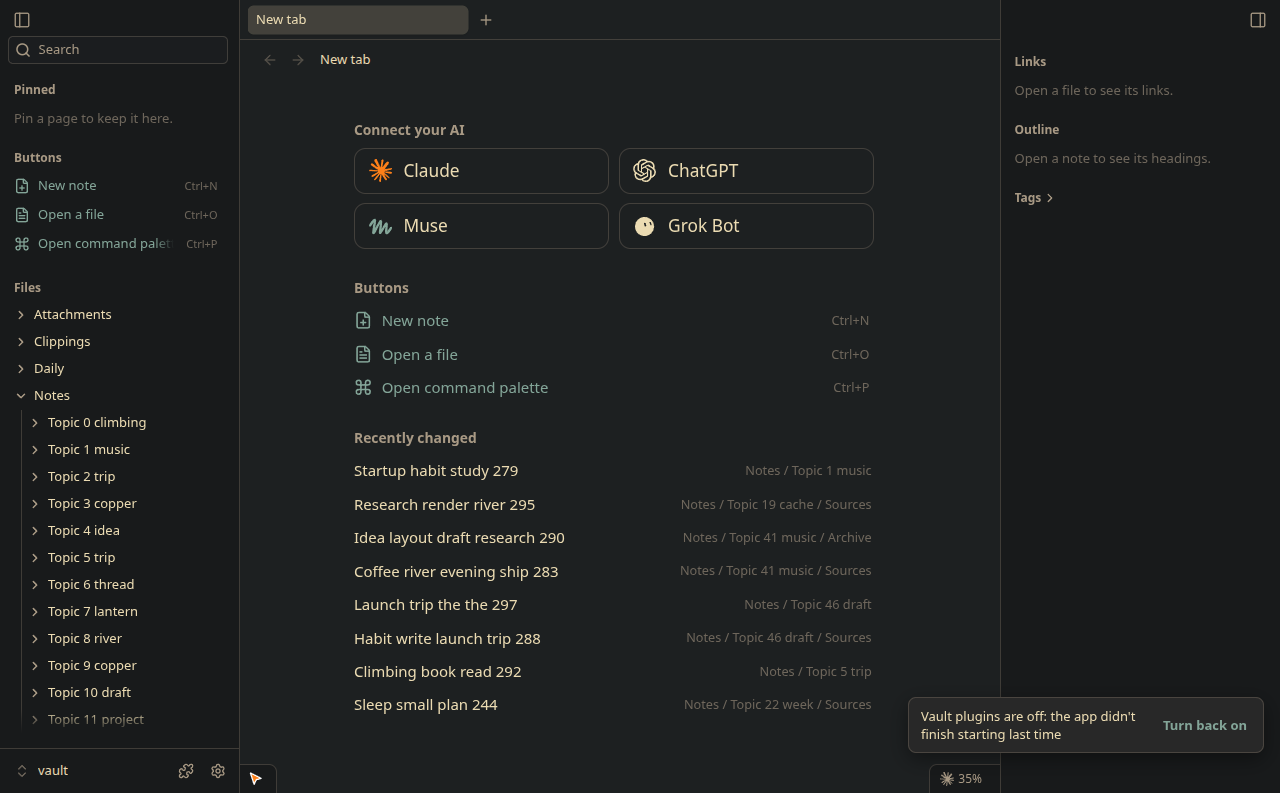 New tab
Search
Pinned
Pin a page to keep it here.
Buttons
New note Ctrl+N
Open a file Ctrl+O
Open command palet Ctrl+P
Files
Attachments
Clippings
Daily
Notes
Topic 0 climbing
Topic 1 music
Topic 2 trip
Topic 3 copper
Topic 4 idea
Topic 5 trip
Topic 6 thread
Topic 7 lantern
Topic 8 river
Topic 9 copper
Topic 10 draft
Topic 11 project
vault
New tab
Connect your AI
Claude
ChatGPT
Muse
Grok Bot
Buttons
New note Ctrl+N
Open a file Ctrl+O
Open command palette Ctrl+P
Recently changed
Startup habit study 279 Notes / Topic 1 music
Research render river 295 Notes / Topic 19 cache / Sources
Idea layout draft research 290 Notes / Topic 41 music / Archive
Coffee river evening ship 283 Notes / Topic 41 music / Sources
Launch trip the the 297 Notes / Topic 46 draft
Habit write launch trip 288 Notes / Topic 46 draft / Sources
Climbing book read 292 Notes / Topic 5 trip
Sleep small plan 244 Notes / Topic 22 week / Sources
35%
Links
Open a file to see its links.
Outline
Open a note to see its headings.
Tags
Vault plugins are off: the app didn't
finish starting last time
Turn back on